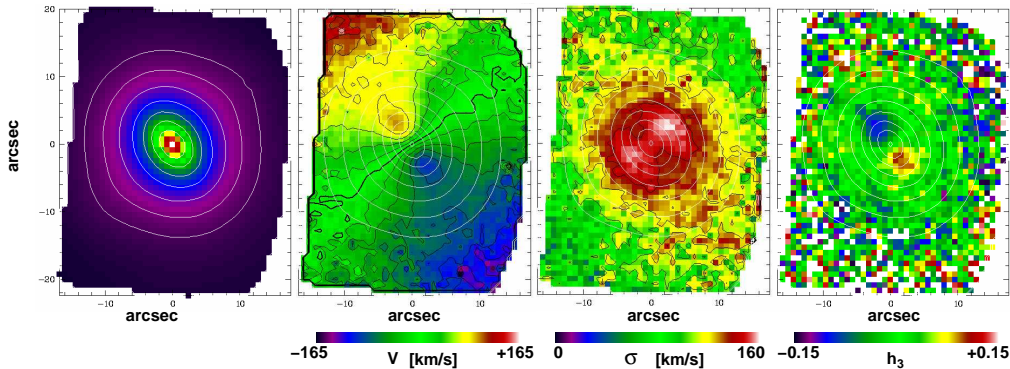 20
10
0
−10
−20
arcsec
−10 0 10
−10 0 10
−10 0 10
−10 0 10
arcsec arcsec arcsec arcsec
−165 V [km/s] +165
0 σ [km/s] 160
−0.15 h3 +0.15